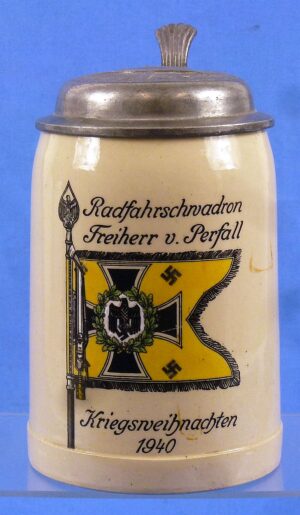 Radfahrschwadron
Freiherr v. Perfall
Kriegsweihnachten
1940